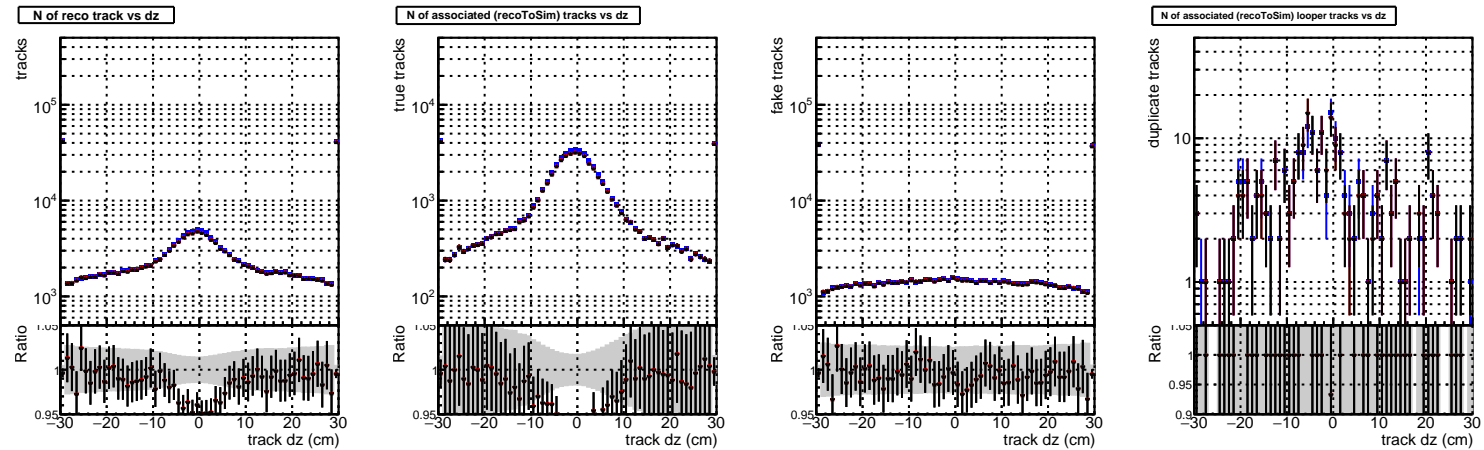 N of reco track vs dz
tracks
10^5
10^4
10^3
Ratio
1.05
1
0.95
−30 −20 −10 0 10 20 30
track dz (cm)
N of associated (recoToSim) tracks vs dz
true tracks
10^4
10^3
10^2
Ratio
1.05
1
0.95
−30 −20 −10 0 10 20 30
track dz (cm)
fake tracks
10^5
10^4
10^3
Ratio
1.05
1
0.95
−30 −20 −10 0 10 20 30
track dz (cm)
N of associated (recoToSim) looper tracks vs dz
duplicate tracks
10
1
Ratio
1.05
1
0.95
0.9
−30 −20 −10 0 10 20 30
track dz (cm)